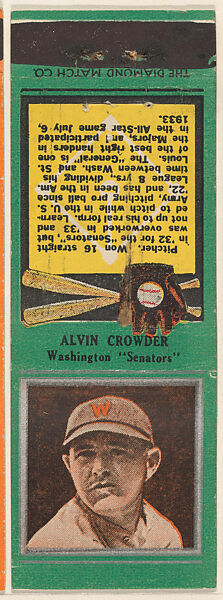 THE DIAMOND MATCH CO.
Pitcher. Won 16 straight
in '32 for the "Senators", but
was overworked in '33 and
not up to his real form. Learn-
ed to pitch while in the U. S.
Army. Pitching pro ball since
'22, and has been in the Am.
League 8 yrs., dividing his
time between Wash. and St.
Louis. The "General" is one
of the best right handers in
the Majors, and participated
in the All-Star game July 6,
1933.
ALVIN CROWDER
Washington "Senators"
W